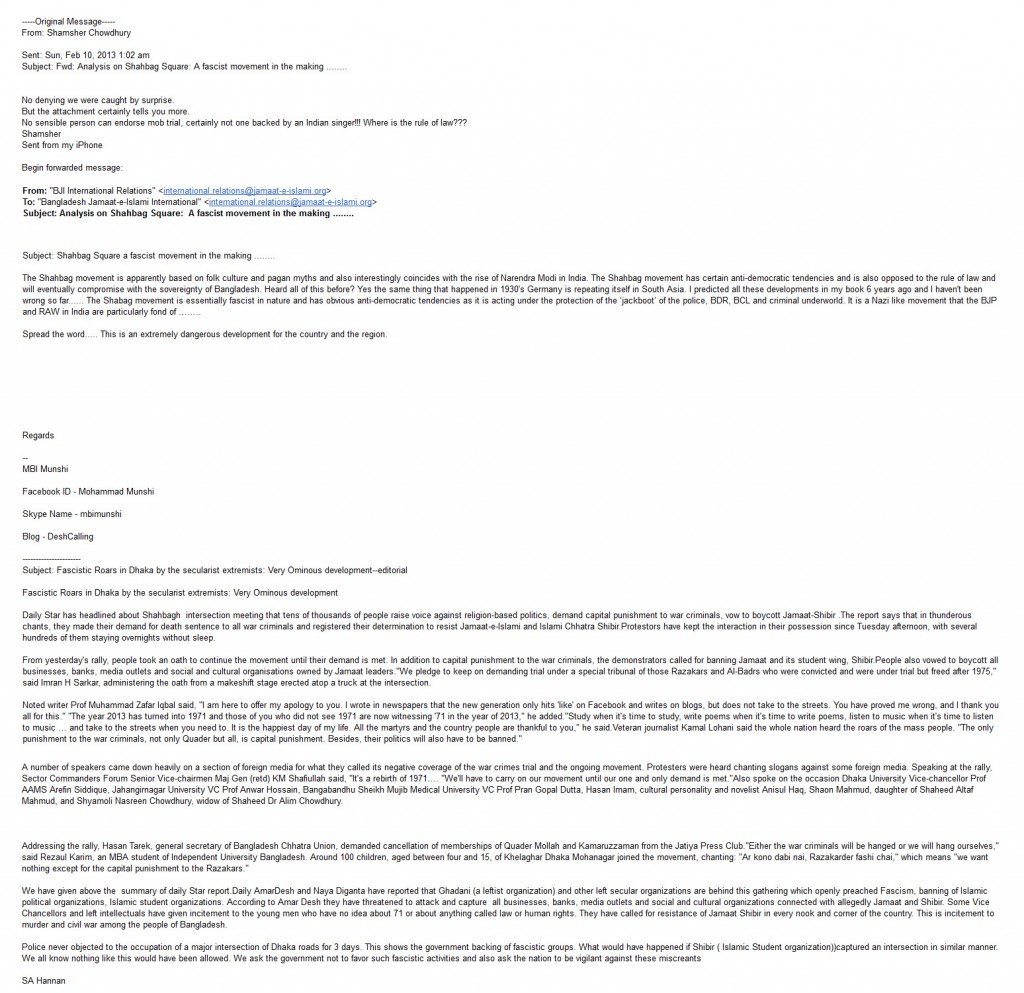 -----Original Message-----
From: Shamsher Chowdhury
Sent: Sun, Feb 10, 2013 1:02 am
Subject: Fwd: Analysis on Shahbag Square: A fascist movement in the making ........
No denying we were caught by surprise.
But the attachment certainly tells you more.
No sensible person can endorse mob trial, certainly not one backed by an Indian singer!!! Where is the rule of law???
Shamsher
Sent from my iPhone
Begin forwarded message:
From: "BJI International Relations" <international.relations@jamaat-e-islami.org>
To: "Bangladesh Jamaat-e-Islami International" <international.relations@jamaat-e-islami.org>
Subject: Analysis on Shahbag Square:  A fascist movement in the making ........
Subject: Shahbag Square a fascist movement in the making ........
The Shahbag movement is apparently based on folk culture and pagan myths and also interestingly coincides with the rise of Narendra Modi in India. The Shahbag movement has certain anti-democratic tendencies and is also opposed to the rule of law and
will eventually compromise with the sovereignty of Bangladesh. Heard all of this before? Yes the same thing that happened in 1930's Germany is repeating itself in South Asia. I predicted all these developments in my book 6 years ago and I haven't been
wrong so far...... The Shabag movement is essentially fascist in nature and has obvious anti-democratic tendencies as it is acting under the protection of the 'jackboot' of the police, BDR, BCL and criminal underworld. It is a Nazi like movement that the BJP
and RAW in India are particularly fond of ........
Spread the word..... This is an extremely dangerous development for the country and the region.
Regards
--
MBI Munshi
Facebook ID - Mohammad Munshi
Skype Name - mbimunshi
Blog - DeshCalling
----------------------
Subject: Fascistic Roars in Dhaka by the secularist extremists: Very Ominous development--editorial
Fascistic Roars in Dhaka by the secularist extremists: Very Ominous development
Daily Star has headlined about Shahbagh  intersection meeting that tens of thousands of people raise voice against religion-based politics, demand capital punishment to war criminals, vow to boycott Jamaat-Shibir .The report says that in thunderous
chants, they made their demand for death sentence to all war criminals and registered their determination to resist Jamaat-e-Islami and Islami Chhatra Shibir.Protestors have kept the interaction in their possession since Tuesday afternoon, with several
hundreds of them staying overnights without sleep.
From yesterday's rally, people took an oath to continue the movement until their demand is met. In addition to capital punishment to the war criminals, the demonstrators called for banning Jamaat and its student wing, Shibir.People also vowed to boycott all
businesses, banks, media outlets and social and cultural organisations owned by Jamaat leaders."We pledge to keep on demanding trial under a special tribunal of those Razakars and Al-Badrs who were convicted and were under trial but freed after 1975,"
said Imran H Sarkar, administering the oath from a makeshift stage erected atop a truck at the intersection.
Noted writer Prof Muhammad Zafar Iqbal said, "I am here to offer my apology to you. I wrote in newspapers that the new generation only hits 'like' on Facebook and writes on blogs, but does not take to the streets. You have proved me wrong, and I thank you
all for this." "The year 2013 has turned into 1971 and those of you who did not see 1971 are now witnessing '71 in the year of 2013," he added."Study when it's time to study, write poems when it's time to write poems, listen to music when it's time to listen
to music ... and take to the streets when you need to. It is the happiest day of my life. All the martyrs and the country people are thankful to you," he said.Veteran journalist Kamal Lohani said the whole nation heard the roars of the mass people. "The only
punishment to the war criminals, not only Quader but all, is capital punishment. Besides, their politics will also have to be banned."
A number of speakers came down heavily on a section of foreign media for what they called its negative coverage of the war crimes trial and the ongoing movement. Protesters were heard chanting slogans against some foreign media. Speaking at the rally,
Sector Commanders Forum Senior Vice-chairmen Maj Gen (retd) KM Shafiullah said, "It's a rebirth of 1971.... "We'll have to carry on our movement until our one and only demand is met."Also spoke on the occasion Dhaka University Vice-chancellor Prof
AAMS Arefin Siddique, Jahangirnagar University VC Prof Anwar Hossain, Bangabandhu Sheikh Mujib Medical University VC Prof Pran Gopal Dutta, Hasan Imam, cultural personality and novelist Anisul Haq, Shaon Mahmud, daughter of Shaheed Altaf
Mahmud, and Shyamoli Nasreen Chowdhury, widow of Shaheed Dr Alim Chowdhury.
Addressing the rally, Hasan Tarek, general secretary of Bangladesh Chhatra Union, demanded cancellation of memberships of Quader Mollah and Kamaruzzaman from the Jatiya Press Club."Either the war criminals will be hanged or we will hang ourselves,"
said Rezaul Karim, an MBA student of Independent University Bangladesh. Around 100 children, aged between four and 15, of Khelaghar Dhaka Mohanagar joined the movement, chanting: "Ar kono dabi nai, Razakarder fashi chai," which means "we want
nothing except for the capital punishment to the Razakars."
We have given above the  summary of daily Star report.Daily AmarDesh and Naya Diganta have reported that Ghadani (a leftist organization) and other left secular organizations are behind this gathering which openly preached Fascism, banning of Islamic
political organizations, Islamic student organizations. According to Amar Desh they have threatened to attack and capture  all businesses, banks, media outlets and social and cultural organizations connected with allegedly Jamaat and Shibir. Some Vice
Chancellors and left intellectuals have given incitement to the young men who have no idea about 71 or about anything called law or human rights. They have called for resistance of Jamaat Shibir in every nook and corner of the country. This is incitement to
murder and civil war among the people of Bangladesh.
Police never objected to the occupation of a major intersection of Dhaka roads for 3 days. This shows the government backing of fascistic groups. What would have happened if Shibir ( Islamic Student organization))captured an intersection in similar manner.
We all know nothing like this would have been allowed. We ask the government not to favor such fascistic activities and also ask the nation to be vigilant against these miscreants
SA Hannan